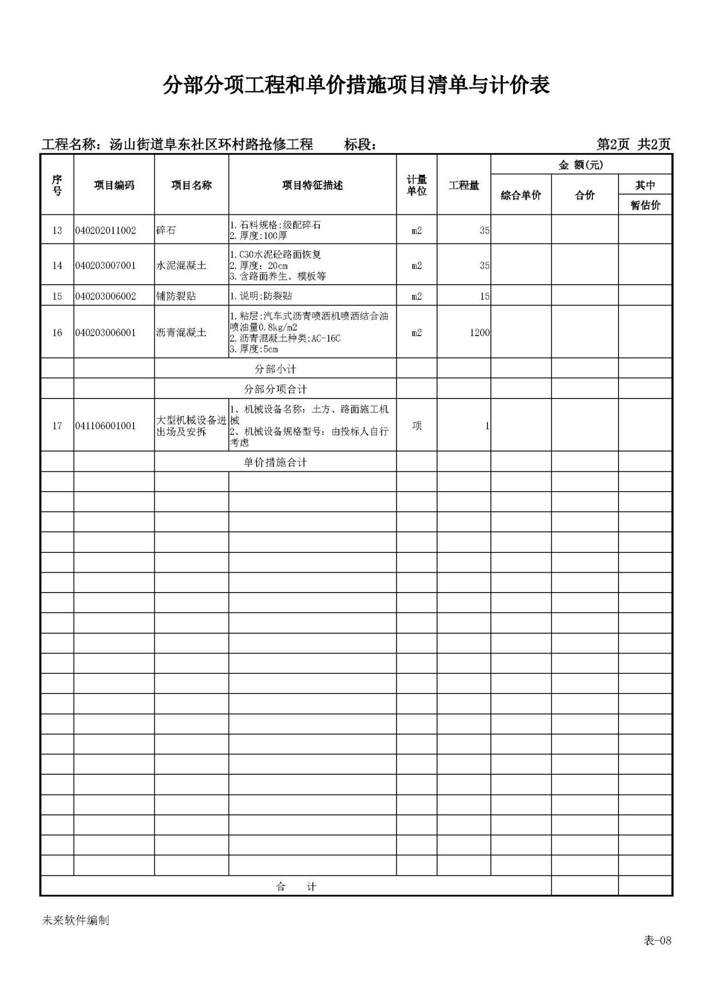 分部分项工程和单价措施项目清单与计价表
工程名称：汤山街道阜东社区环村路抢修工程 标段： 第2页 共2页
序号 项目编码 项目名称 项目特征描述 计量单位 工程量 金 额(元)
综合单价 合价 其中
暂估价
13 040202011002 碎石 1.石料规格:级配碎石
2.厚度:100厚 m2 35
14 040203007001 水泥混凝土 1.C30水泥砼路面恢复
2.厚度：20cm
3.含路面养生、模板等 m2 35
15 040203006002 铺防裂贴 1.说明:防裂贴 m2 15
16 040203006001 沥青混凝土 1.粘层:汽车式沥青喷洒机喷洒结合油
喷油量0.8kg/m2
2.沥青混凝土种类:AC-16C
3.厚度:5cm m2 1200
分部小计
分部分项合计
17 041106001001 大型机械设备进
出场及安拆 1、机械设备名称：土方、路面施工机
械
2、机械设备规格型号：由投标人自行
考虑 项 1
单价措施合计
合 计
未来软件编制
表-08